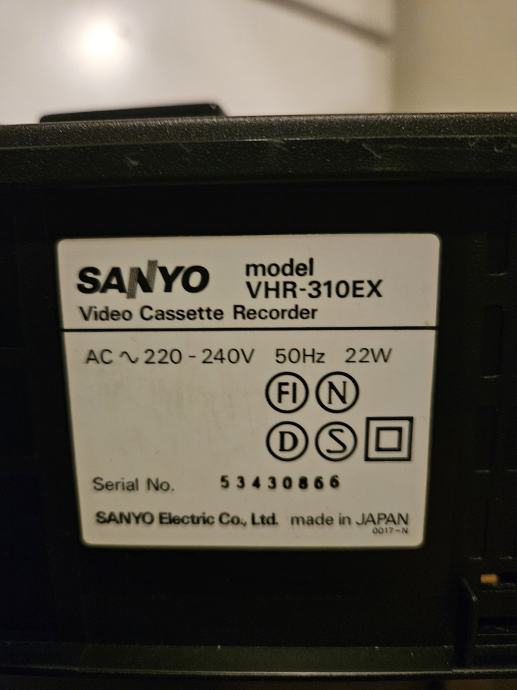 SANYO model
VHR-310EX
Video Cassette Recorder
AC ~ 220 - 240V 50Hz 22W
FI N
D S
Serial No. 53430866
SANYO Electric Co., Ltd. made in JAPAN
0017-N